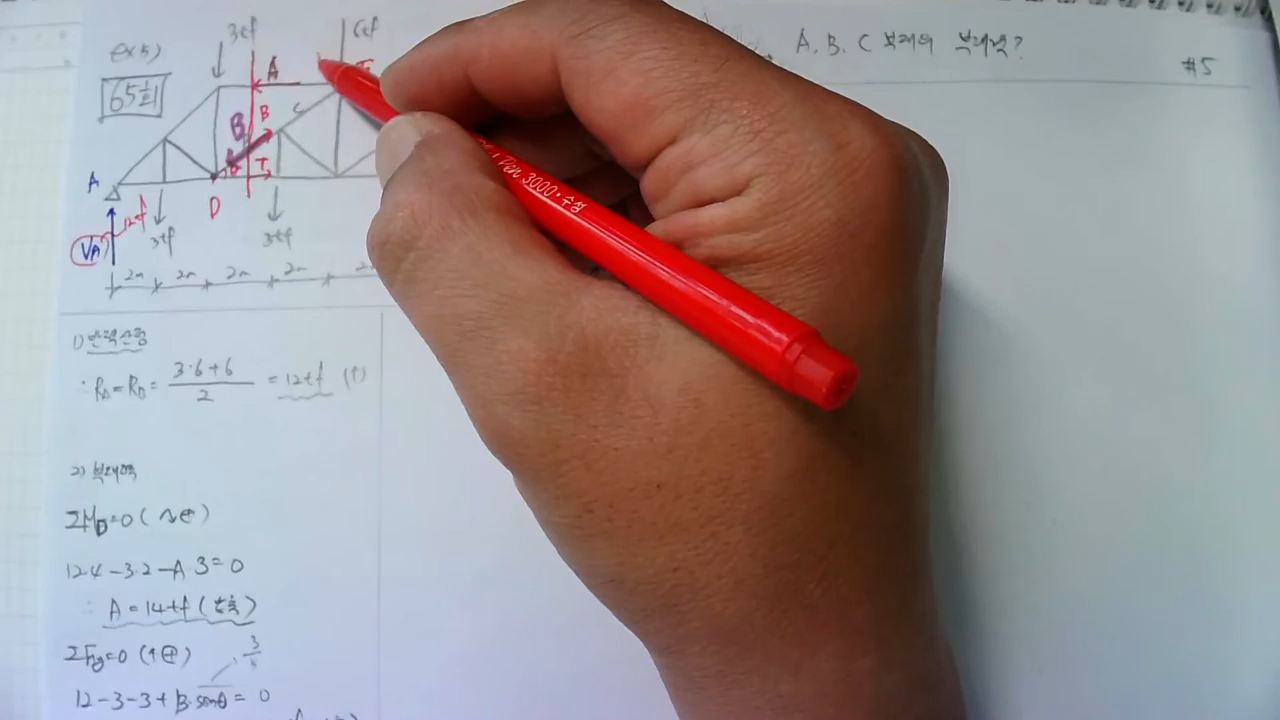 A. B. C 부재의 부재력?
#5
ex(5)
65회
3tf
6tf
A
B
B
C
T
A
D
12tf
VA
3tf
3tf
2m 2m 2m 2m
1) 반력산정
∴ RA = RB = (3·6+6)/2 = 12tf (↑)
2) 부재력
ΣMD=0 (↷⊕)
12·4 - 3·2 - A·3 = 0
∴ A = 14tf (압축)
ΣFy=0 (↑⊕)
12-3-3+B·sinθ = 0
Pen 3000 · 수성